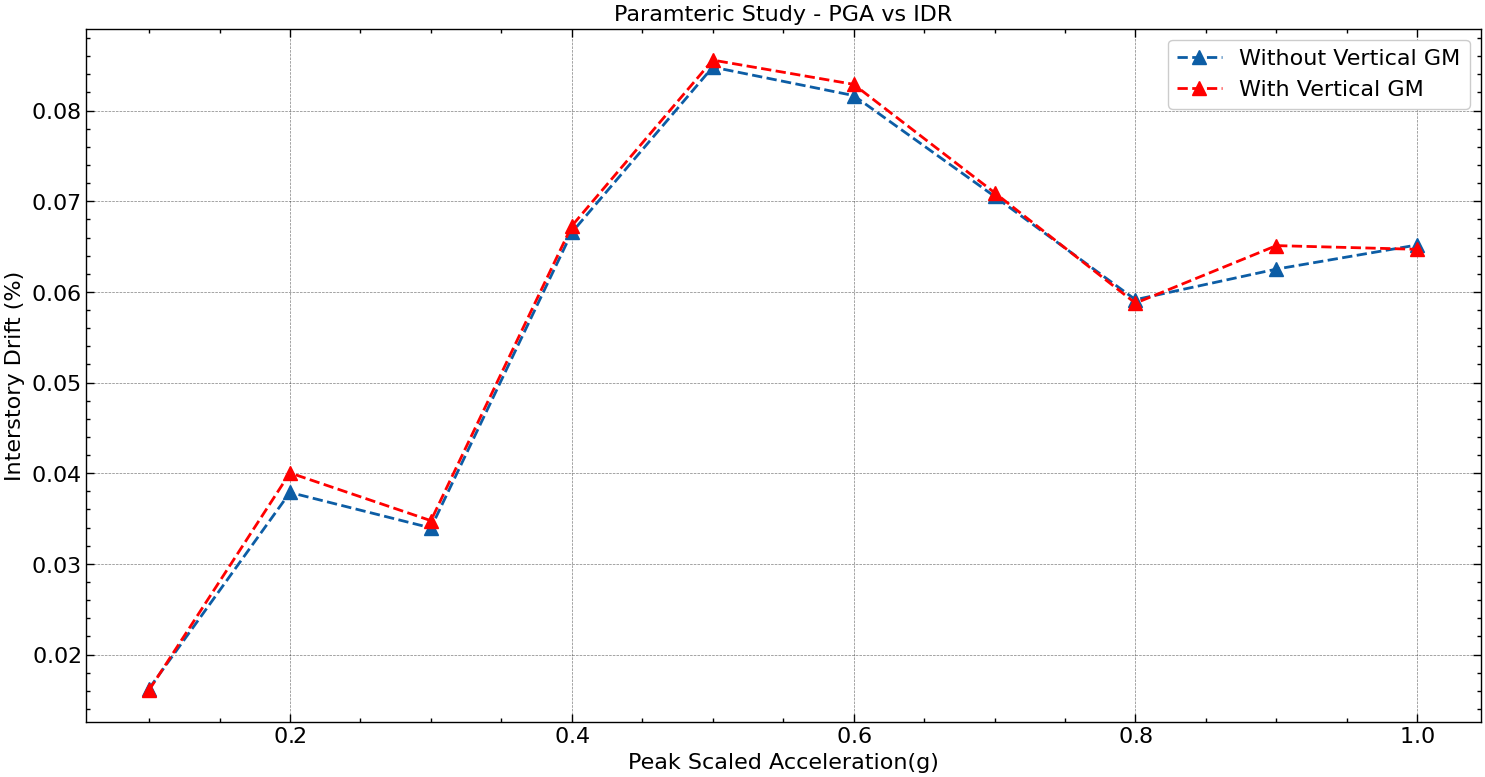 Paramteric Study - PGA vs IDR
Without Vertical GM
With Vertical GM
0.08
0.07
0.06
0.05
0.04
0.03
0.02
Interstory Drift (%)
0.2 0.4 0.6 0.8 1.0
Peak Scaled Acceleration(g)